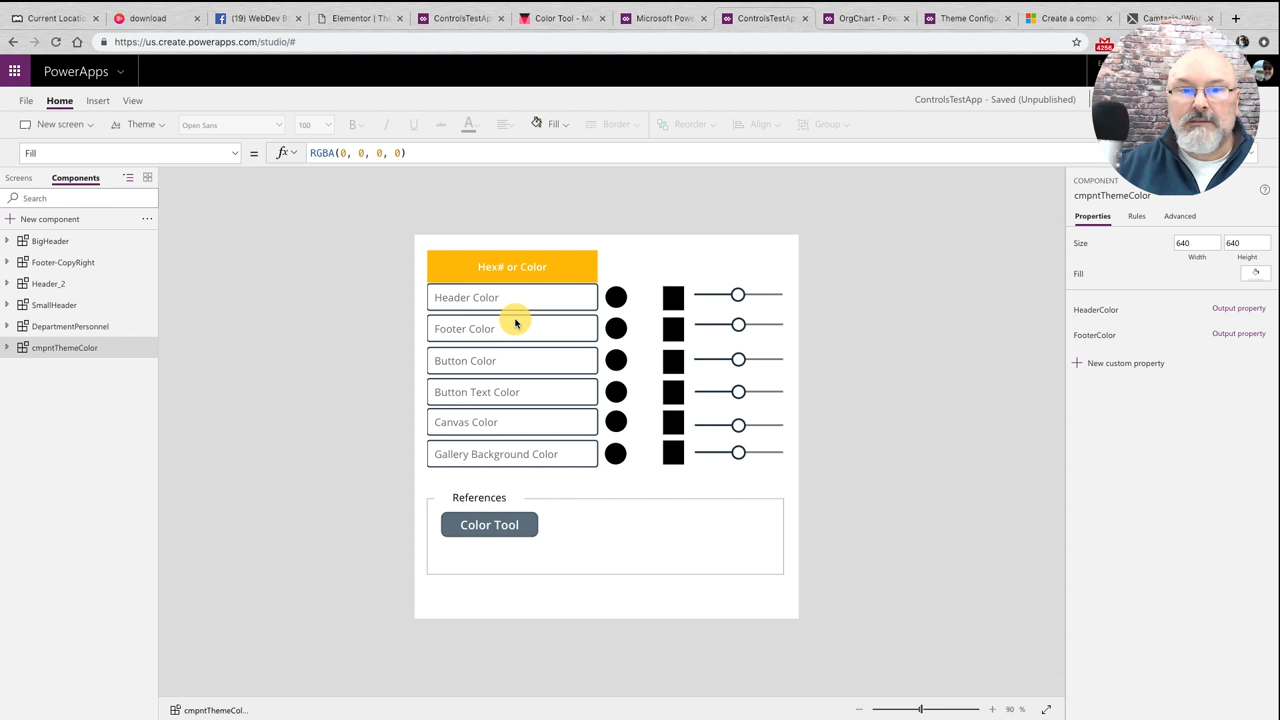 Current Locatio
download
(19) WebDev B
Elementor | Th
ControlsTestAp
Color Tool - Ma
Microsoft Pow
ControlsTestAp
OrgChart - Pow
Theme Config.
Create a comp
Camtasia (Win
https://us.create.powerapps.com/studio/#
4256
PowerApps
File Home Insert View
ControlsTestApp - Saved (Unpublished)
New screen Theme Open Sans 100 B I U A Fill Border Reorder Align Group
Fill = fx RGBA(0, 0, 0, 0)
Screens Components
Search
New component
BigHeader
Footer-CopyRight
Header_2
SmallHeader
DepartmentPersonnel
cmpntThemeColor
Hex# or Color
Header Color
Footer Color
Button Color
Button Text Color
Canvas Color
Gallery Background Color
References
Color Tool
COMPONENT
cmpntThemeColor
Properties Rules Advanced
Size 640 640
Width Height
Fill
HeaderColor Output property
FooterColor Output property
New custom property
cmpntThemeCol...
90 %